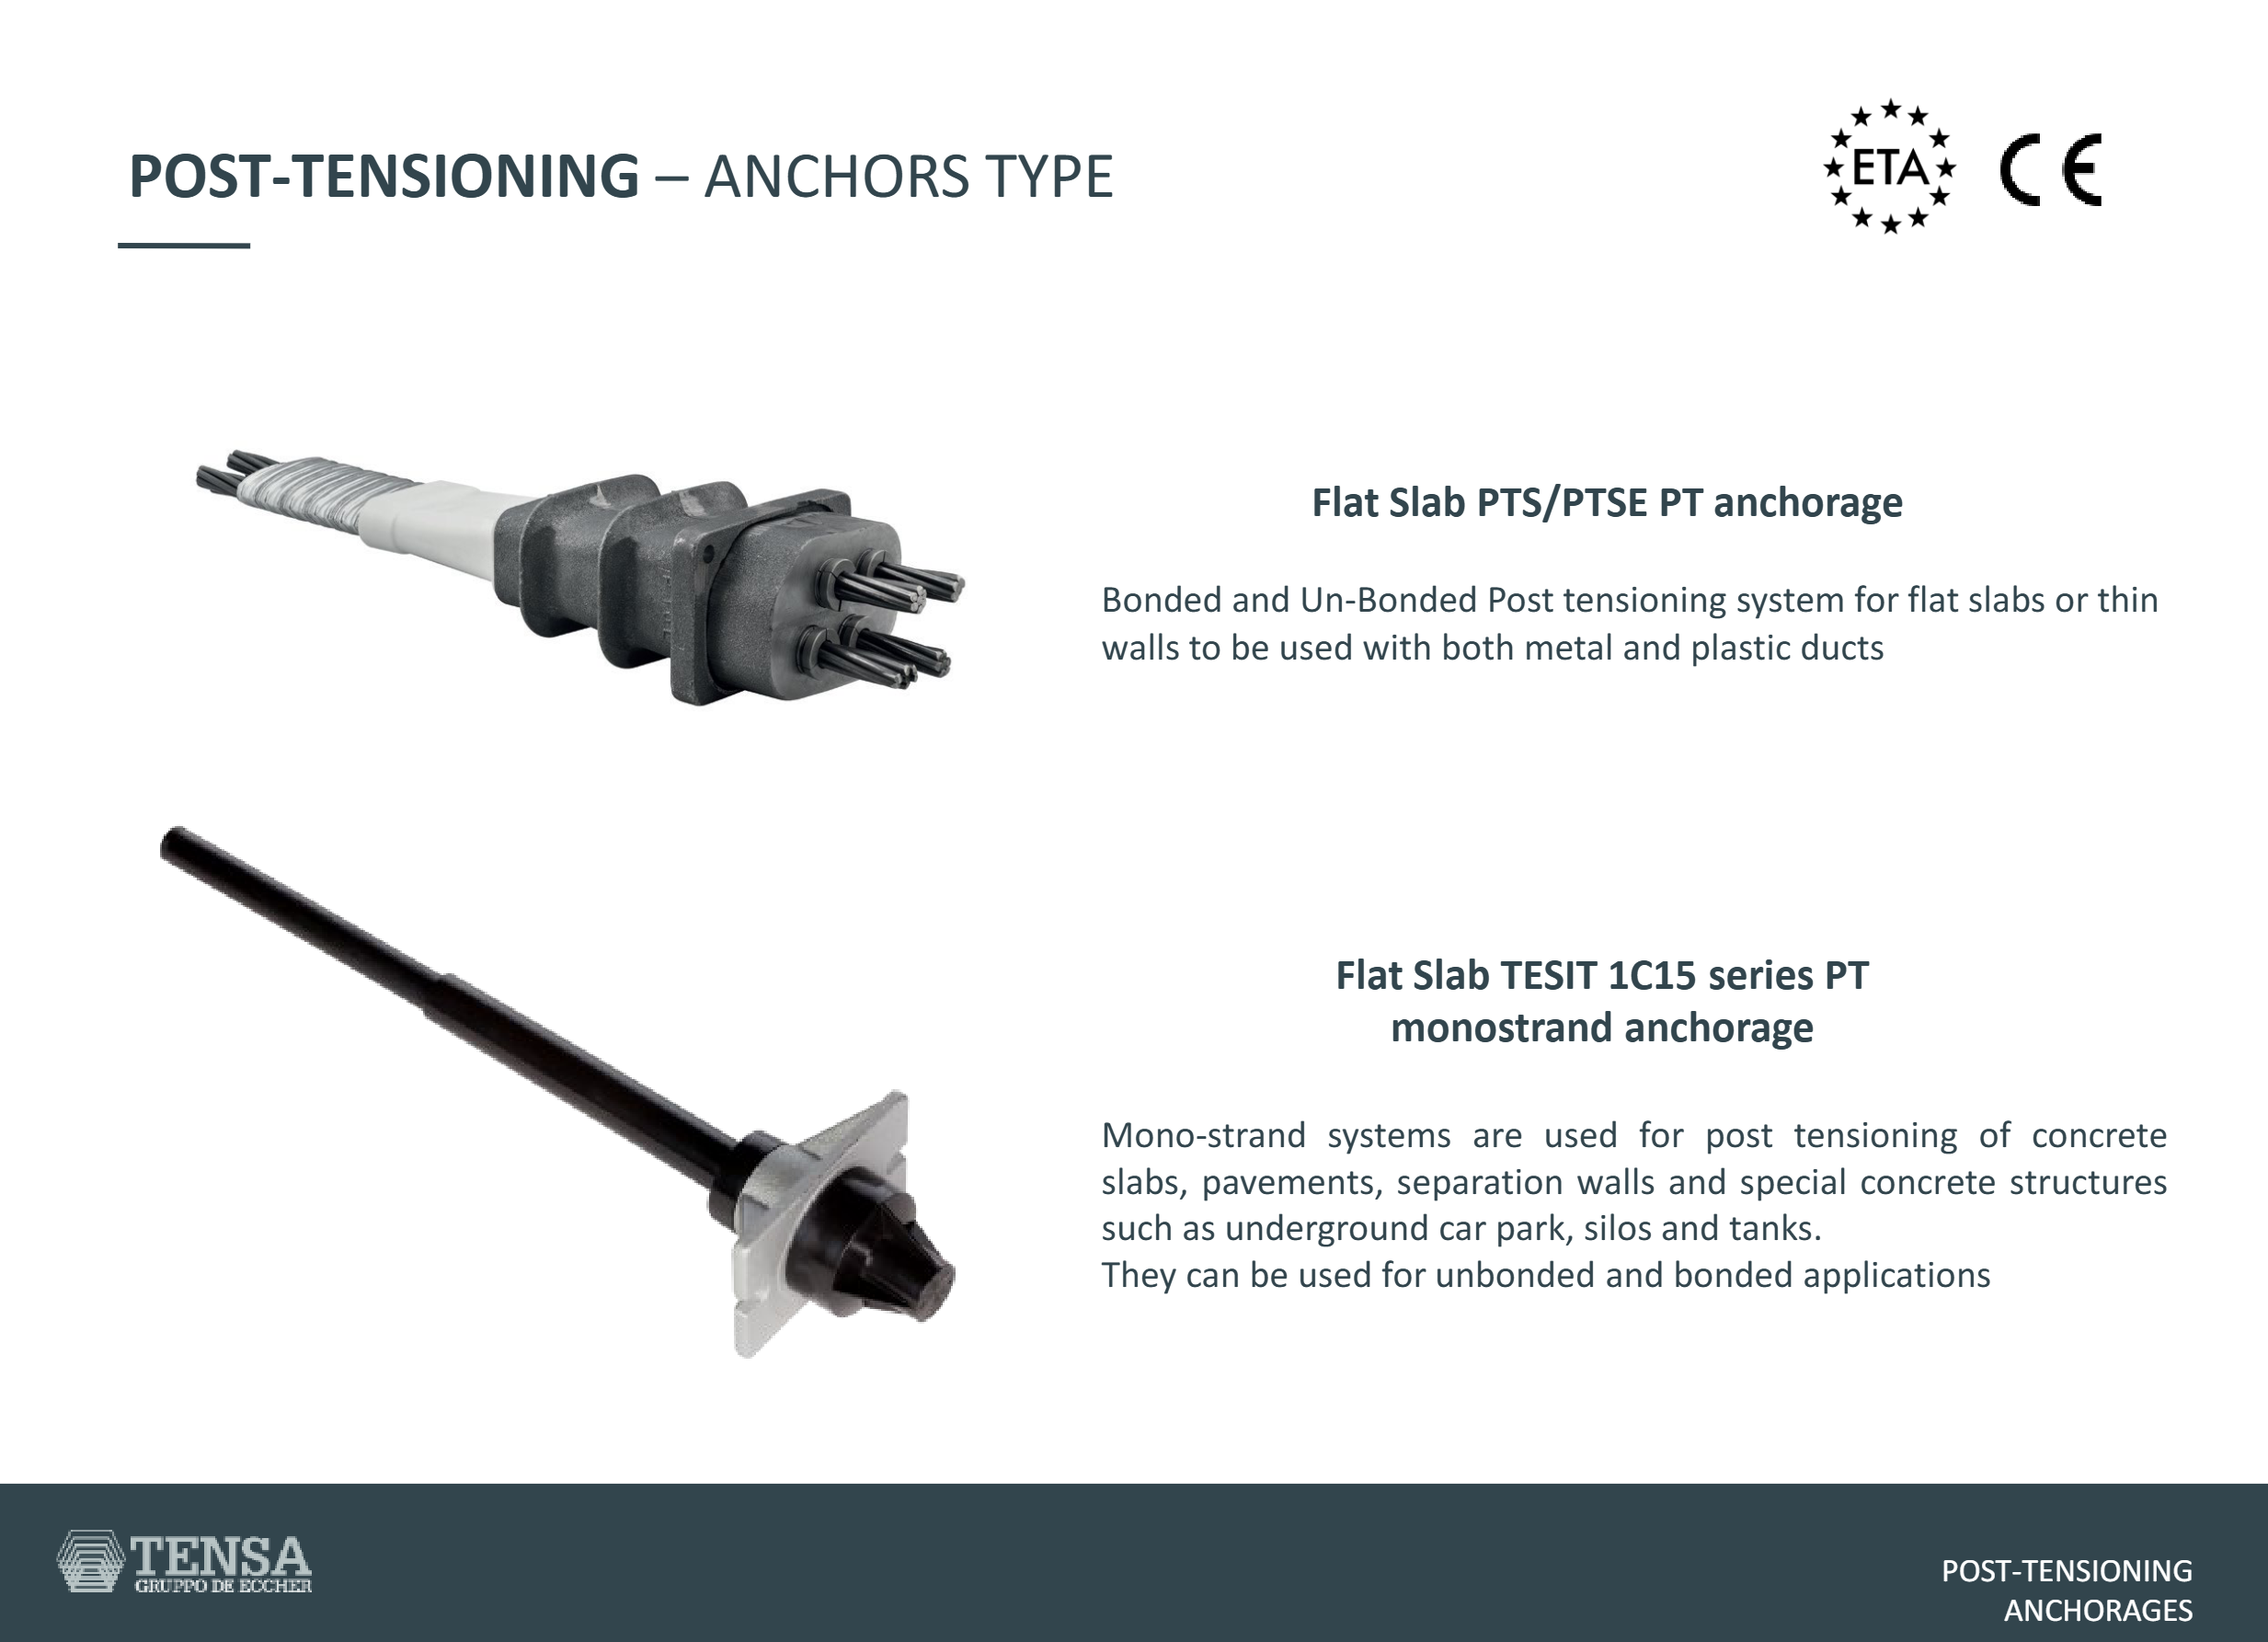 POST-TENSIONING – ANCHORS TYPE
ETA
CE
Flat Slab PTS/PTSE PT anchorage
Bonded and Un-Bonded Post tensioning system for flat slabs or thin
walls to be used with both metal and plastic ducts
Flat Slab TESIT 1C15 series PT
monostrand anchorage
Mono-strand systems are used for post tensioning of concrete
slabs, pavements, separation walls and special concrete structures
such as underground car park, silos and tanks.
They can be used for unbonded and bonded applications
TENSA
GRUPPO DE ECCHER
POST-TENSIONING
ANCHORAGES